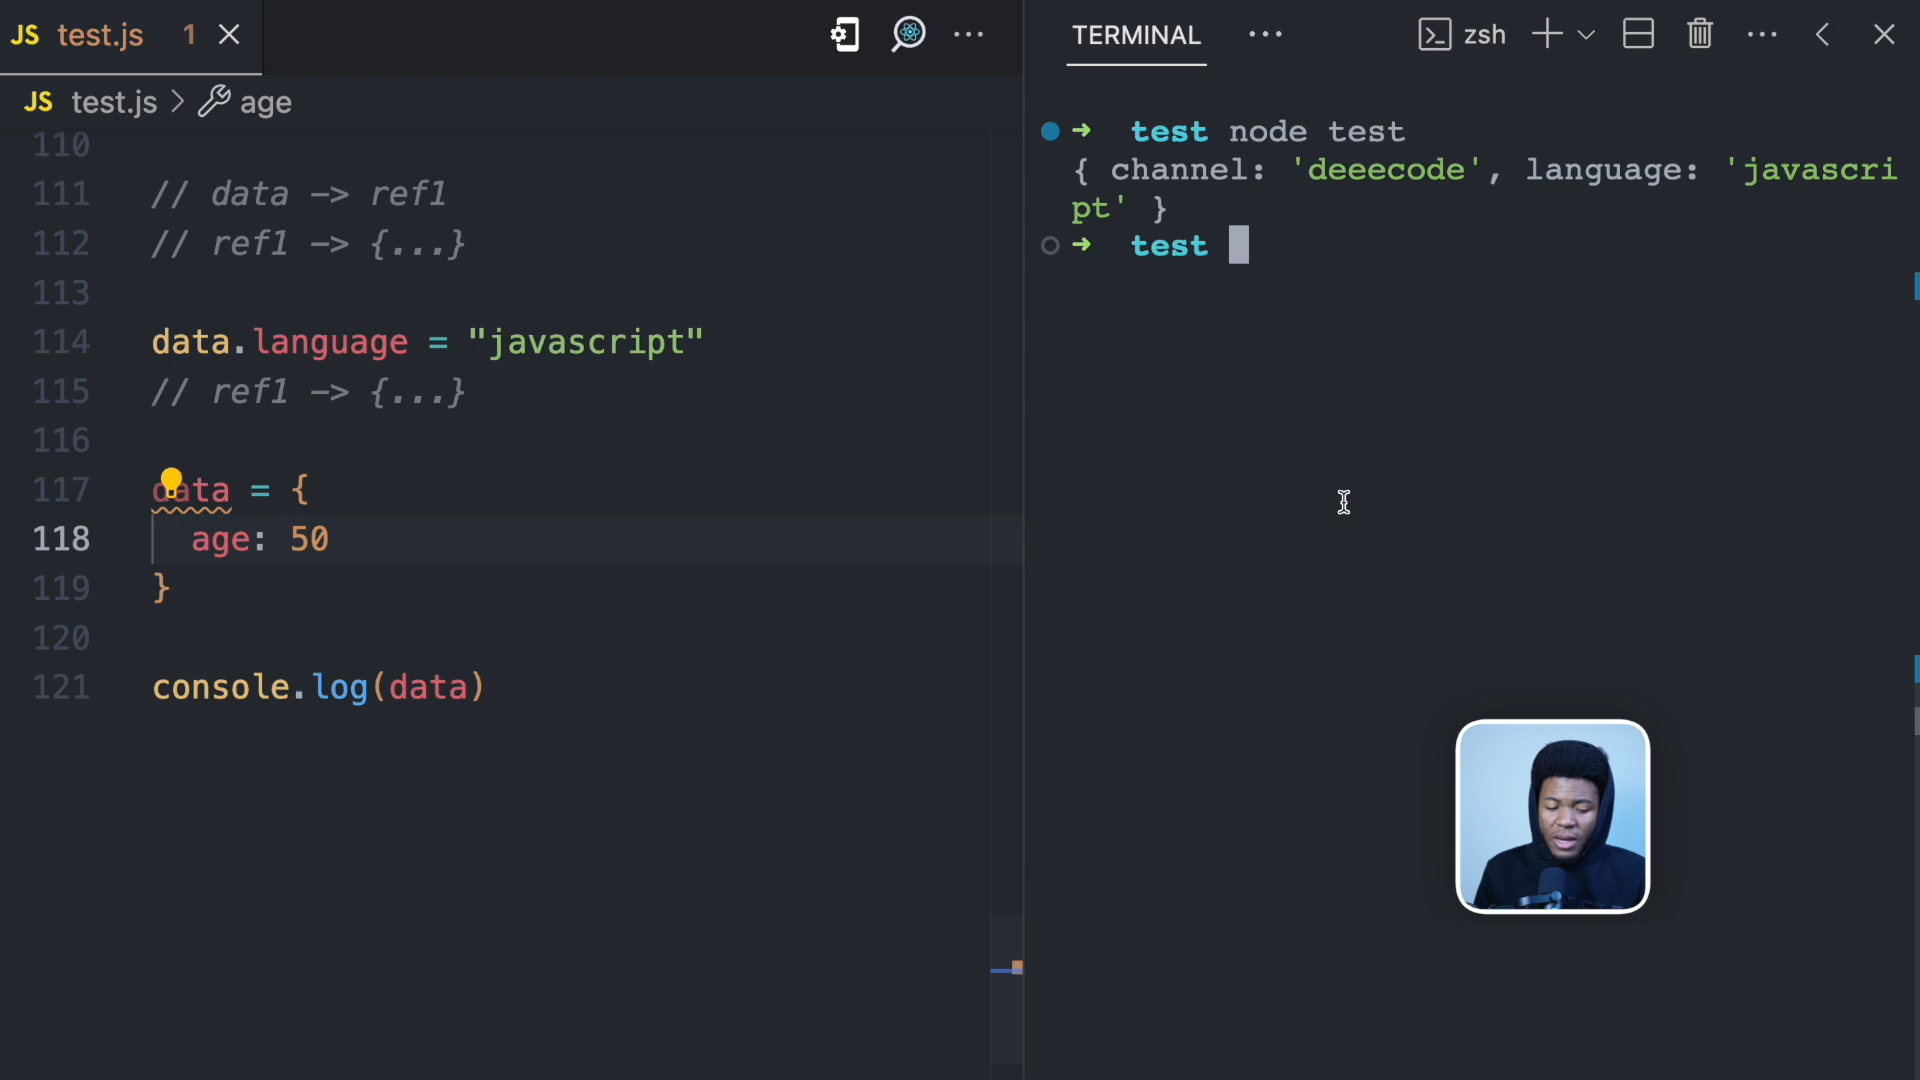 JS test.js 1
JS test.js > age
110
111 // data -> ref1
112 // ref1 -> {...}
113
114 data.language = "javascript"
115 // ref1 -> {...}
116
117 data = {
118 age: 50
119 }
120
121 console.log(data)
TERMINAL ... zsh
➜ test node test
{ channel: 'deeecode', language: 'javascri
pt' }
➜ test